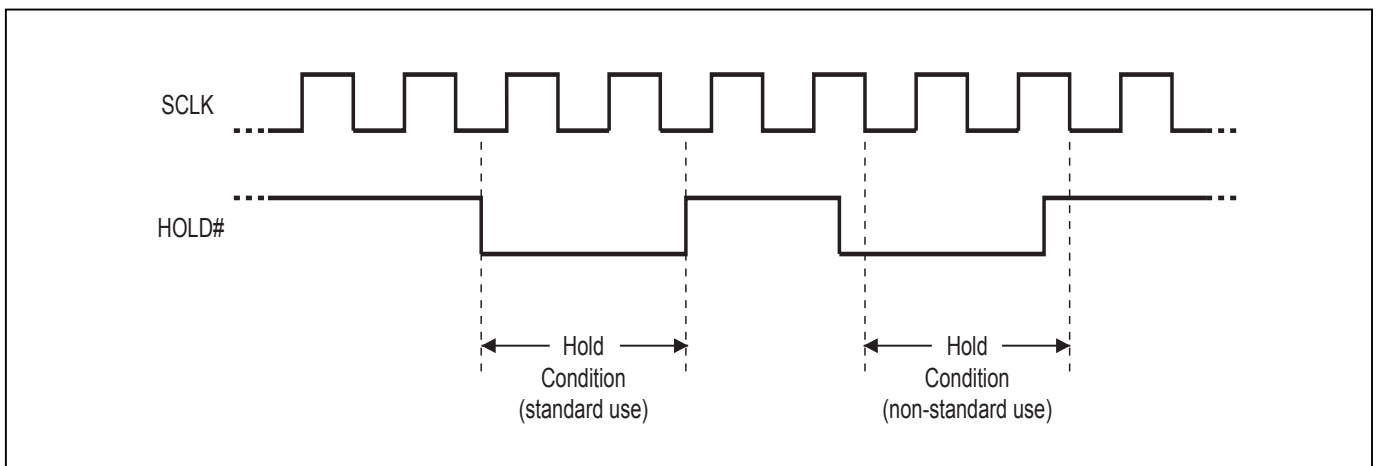 SCLK
HOLD#
Hold
Condition
(standard use)
Hold
Condition
(non-standard use)